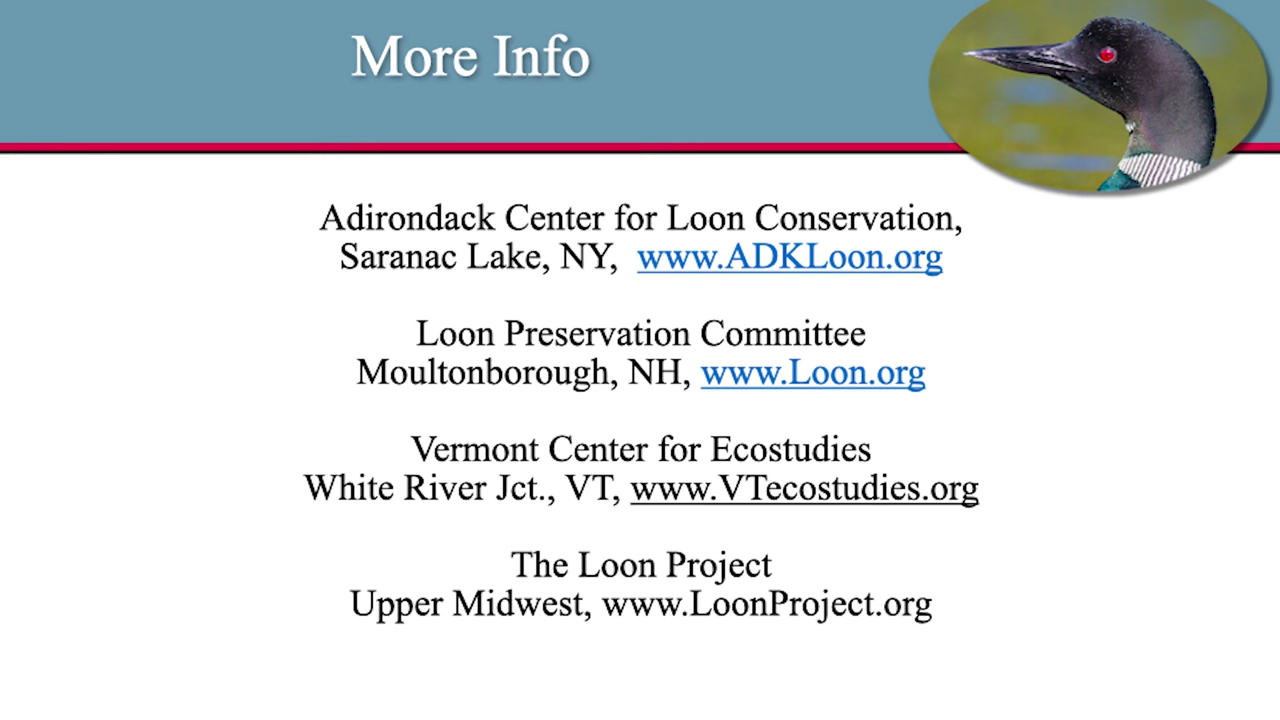 More Info
Adirondack Center for Loon Conservation,
Saranac Lake, NY, www.ADKLoon.org
Loon Preservation Committee
Moultonborough, NH, www.Loon.org
Vermont Center for Ecostudies
White River Jct., VT, www.VTecostudies.org
The Loon Project
Upper Midwest, www.LoonProject.org